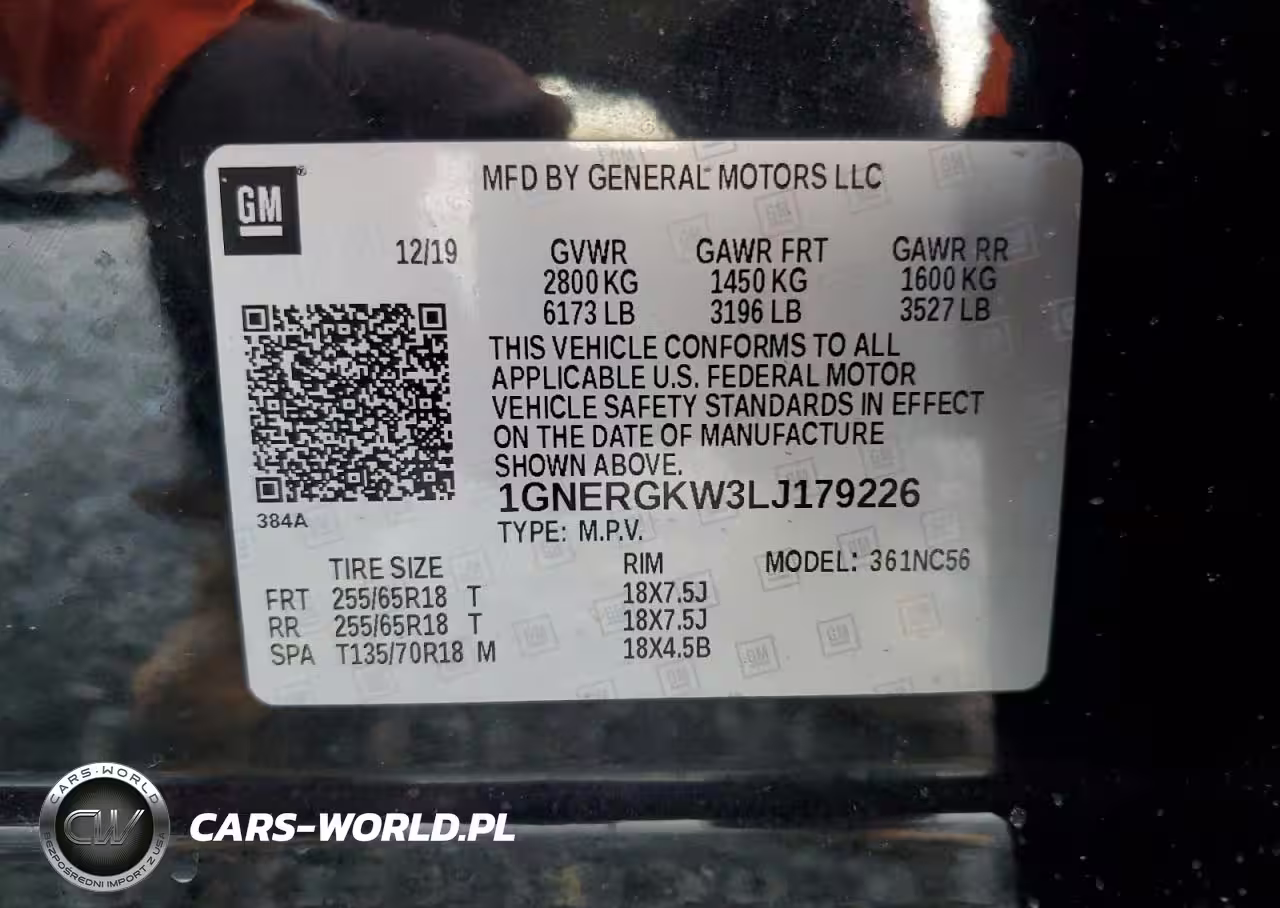 GM
MFD BY GENERAL MOTORS LLC
12/19 GVWR GAWR FRT GAWR RR
2800 KG 1450 KG 1600 KG
6173 LB 3196 LB 3527 LB
THIS VEHICLE CONFORMS TO ALL
APPLICABLE U.S. FEDERAL MOTOR
VEHICLE SAFETY STANDARDS IN EFFECT
ON THE DATE OF MANUFACTURE
SHOWN ABOVE.
1GNERGKW3LJ179226
384A
TYPE: M.P.V.
TIRE SIZE RIM MODEL: 361NC56
FRT 255/65R18 T 18X7.5J
RR 255/65R18 T 18X7.5J
SPA T135/70R18 M 18X4.5B
CARS-WORLD
CW
BEZPOŚREDNI IMPORT Z USA
CARS-WORLD.PL